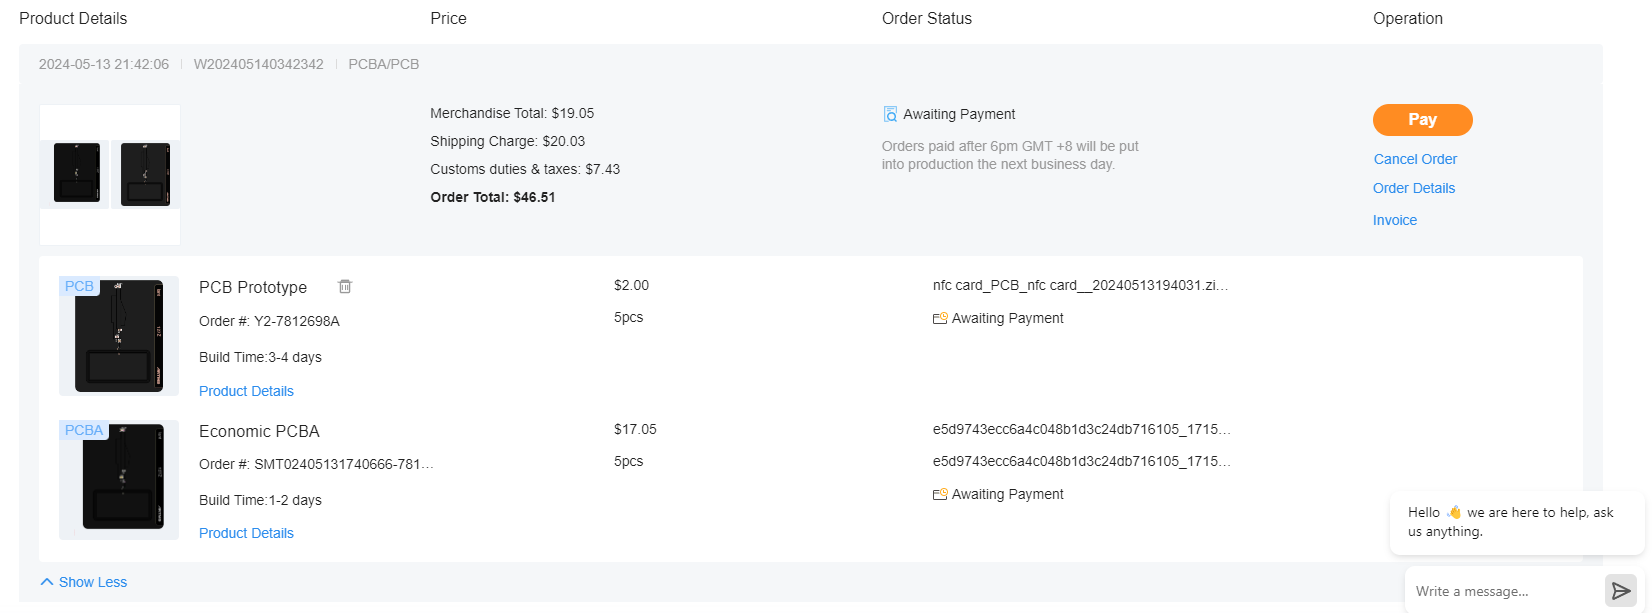 Product Details
Price
Order Status
Operation
2024-05-13 21:42:06
W202405140342342
PCBA/PCB
Merchandise Total: $19.05
Shipping Charge: $20.03
Customs duties & taxes: $7.43
Order Total: $46.51
Awaiting Payment
Orders paid after 6pm GMT +8 will be put
into production the next business day.
Pay
Cancel Order
Order Details
Invoice
PCB
PCB Prototype
Order #: Y2-7812698A
Build Time:3-4 days
Product Details
$2.00
5pcs
nfc card_PCB_nfc card__20240513194031.zi...
Awaiting Payment
PCBA
Economic PCBA
Order #: SMT02405131740666-781...
Build Time:1-2 days
Product Details
$17.05
5pcs
e5d9743ecc6a4c048b1d3c24db716105_1715...
e5d9743ecc6a4c048b1d3c24db716105_1715...
Awaiting Payment
Show Less
Hello 👋 we are here to help, ask
us anything.
Write a message...